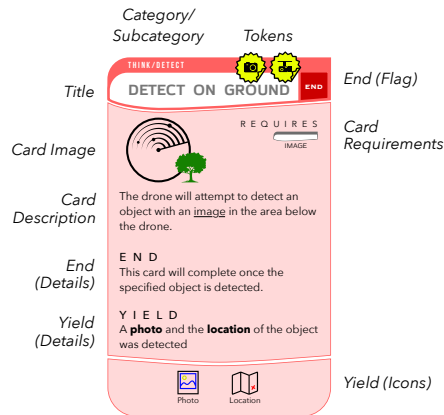 Category/
Subcategory
Tokens
THINK/DETECT
Title
DETECT ON GROUND
END
End (Flag)
Card Image
REQUIRES
IMAGE
Card
Requirements
Card
Description
The drone will attempt to detect an
object with an image in the area below
the drone.
End
(Details)
END
This card will complete once the
specified object is detected.
Yield
(Details)
YIELD
A photo and the location of the object
was detected
Photo
Location
Yield (Icons)